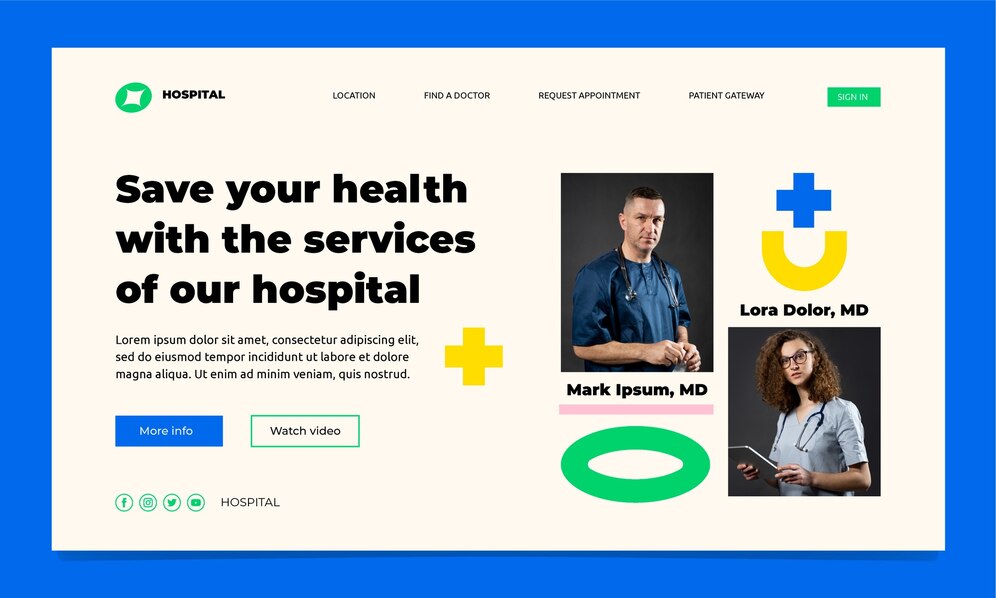 HOSPITAL
LOCATION
FIND A DOCTOR
REQUEST APPOINTMENT
PATIENT GATEWAY
SIGN IN
Save your health
with the services
of our hospital
Lorem ipsum dolor sit amet, consectetur adipiscing elit,
sed do eiusmod tempor incididunt ut labore et dolore
magna aliqua. Ut enim ad minim veniam, quis nostrud.
More info
Watch video
HOSPITAL
Mark Ipsum, MD
Lora Dolor, MD